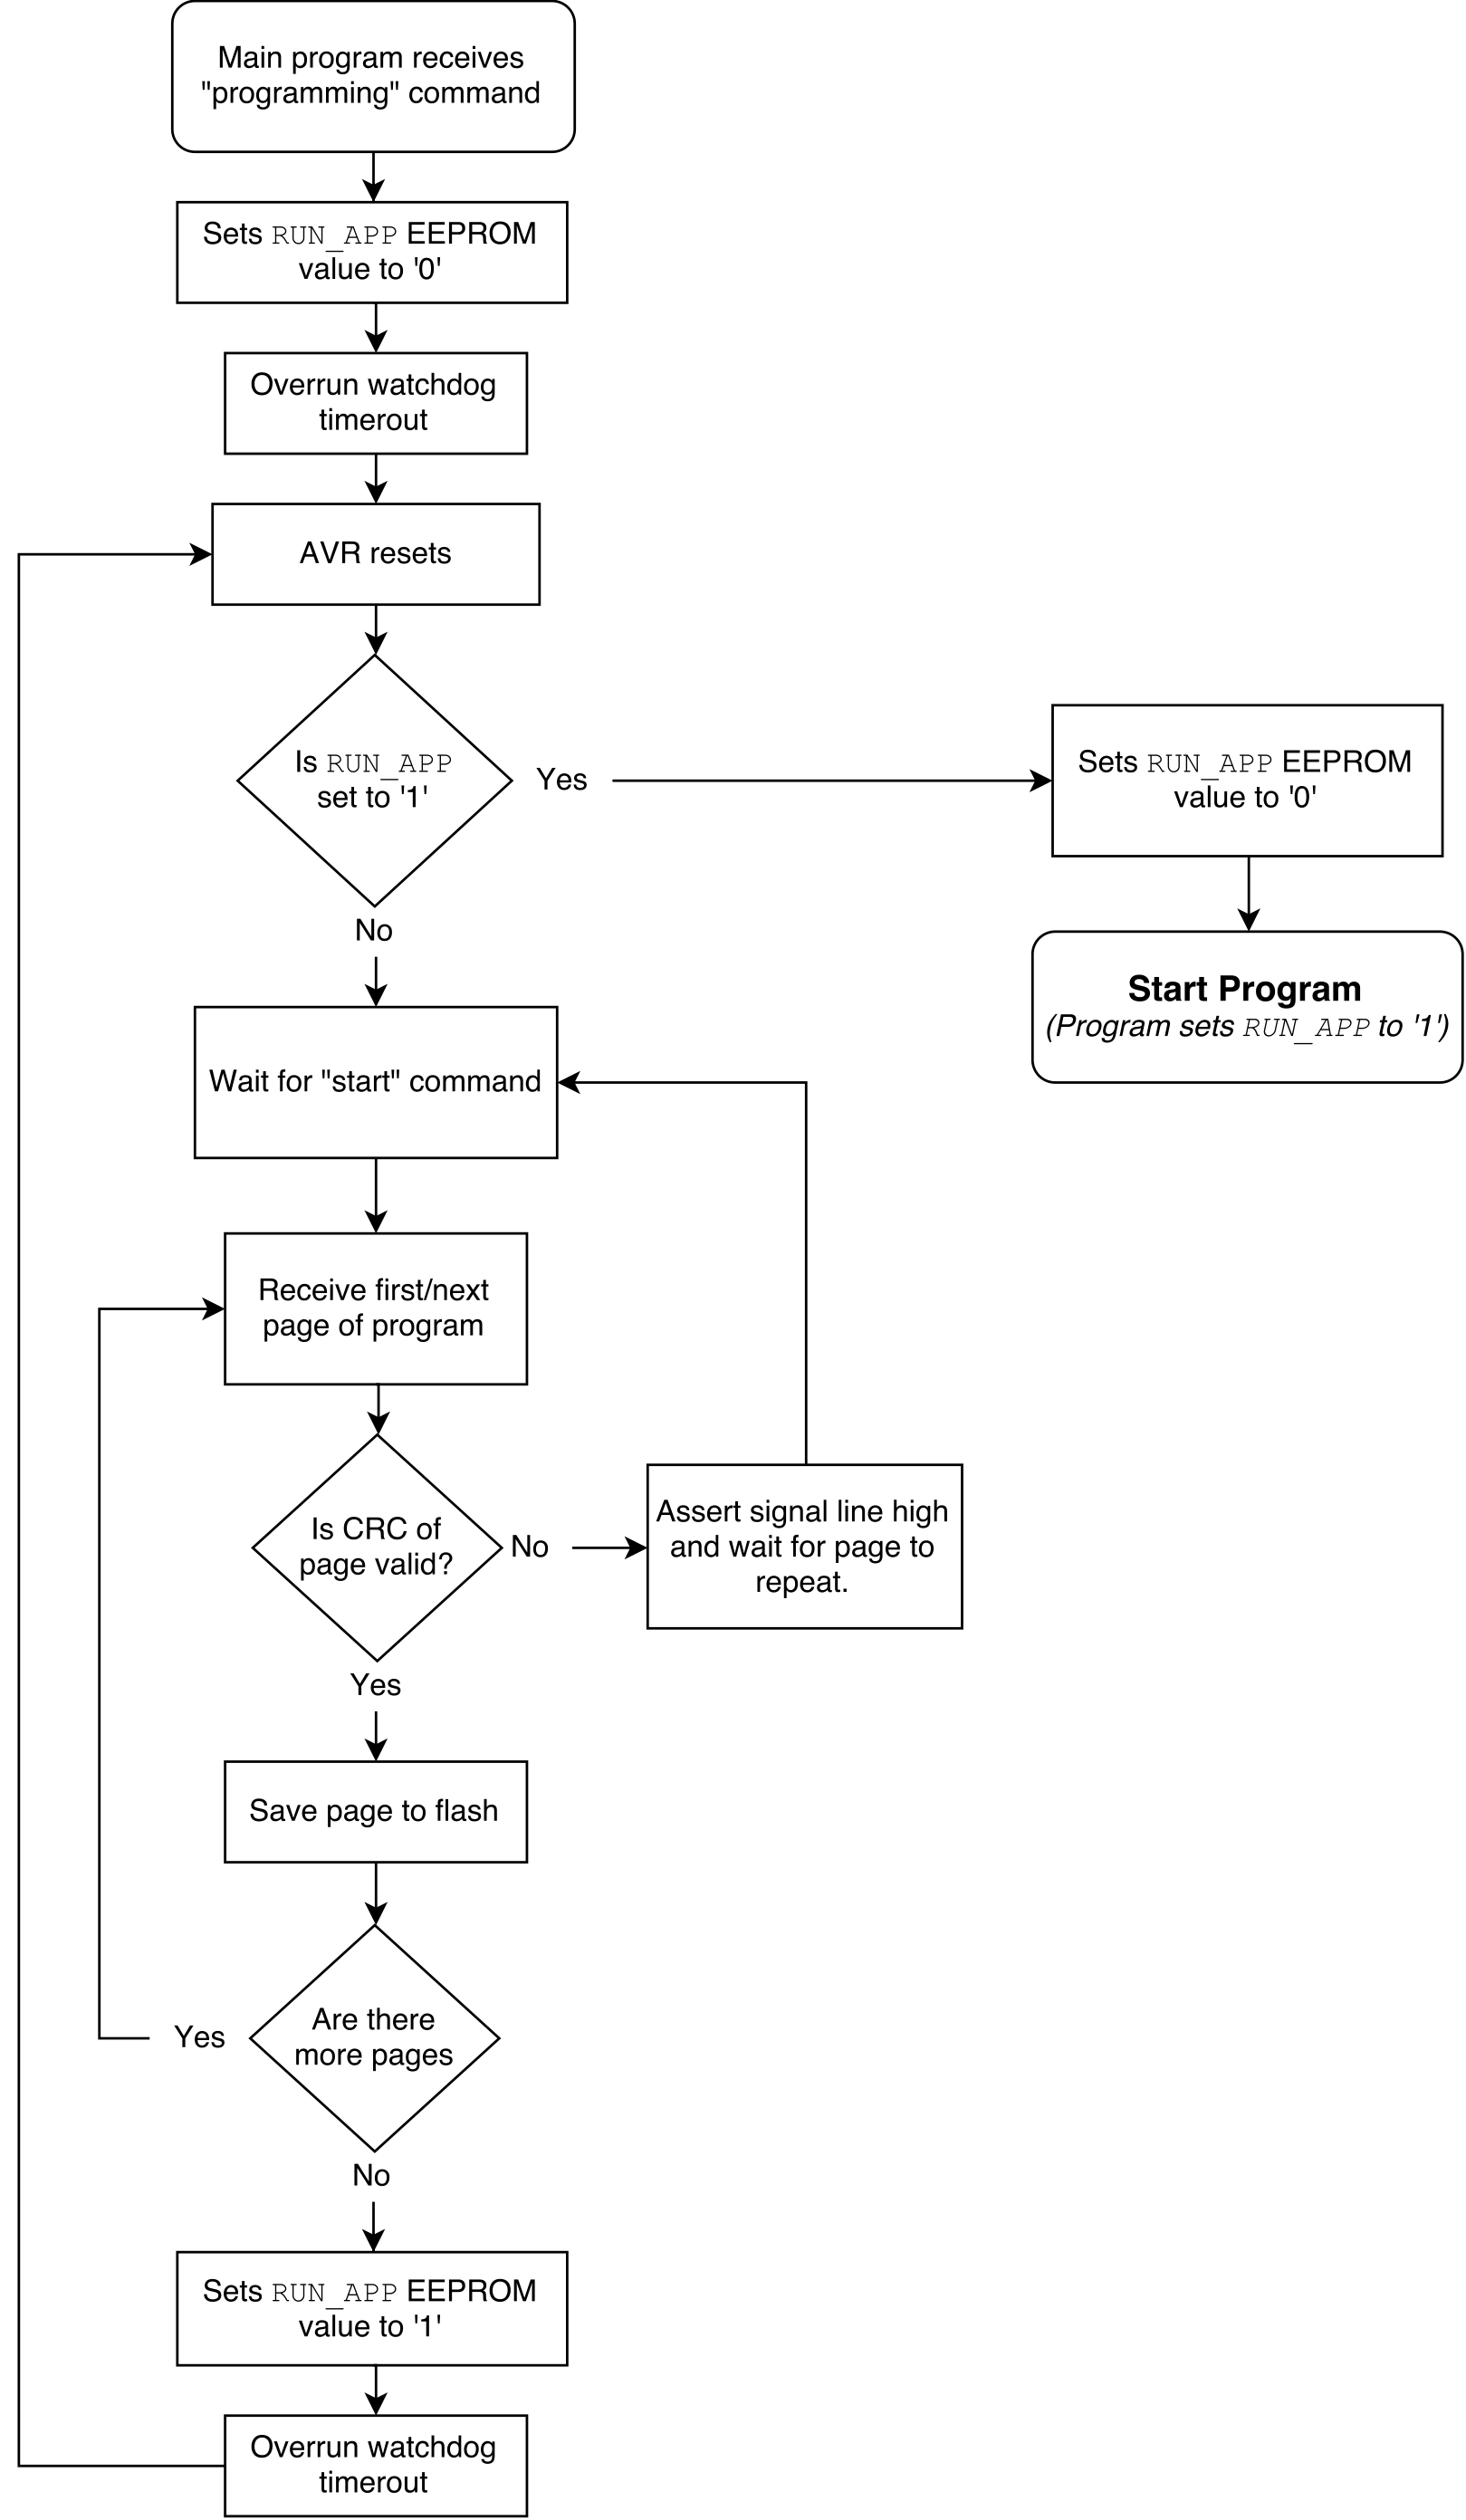 Main program receives
"programming" command
Sets RUN_APP EEPROM
value to '0'
Overrun watchdog
timerout
AVR resets
Is RUN_APP
set to '1'
Yes
Sets RUN_APP EEPROM
value to '0'
Start Program
(Program sets RUN_APP to '1')
No
Wait for "start" command
Receive first/next
page of program
Is CRC of
page valid?
No
Assert signal line high
and wait for page to
repeat.
Yes
Save page to flash
Are there
more pages
Yes
No
Sets RUN_APP EEPROM
value to '1'
Overrun watchdog
timerout